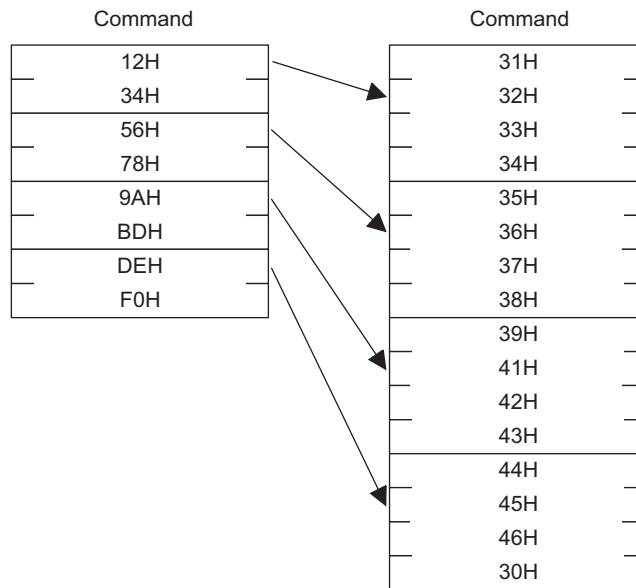 Command
12H
34H
56H
78H
9AH
BDH
DEH
F0H
Command
31H
32H
33H
34H
35H
36H
37H
38H
39H
41H
42H
43H
44H
45H
46H
30H